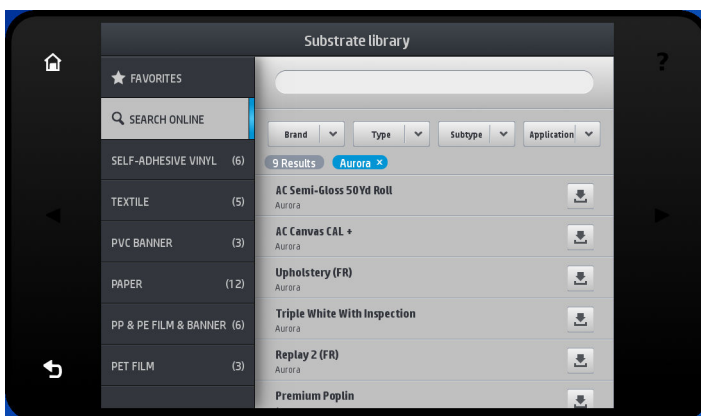 Substrate library
FAVORITES
SEARCH ONLINE
SELF-ADHESIVE VINYL (6)
TEXTILE (5)
PVC BANNER (3)
PAPER (12)
PP & PE FILM & BANNER (6)
PET FILM (3)
Brand Type Subtype Application
9 Results Aurora ×
AC Semi-Gloss 50Yd Roll
Aurora
AC Canvas CAL +
Aurora
Upholstery (FR)
Aurora
Triple White With Inspection
Aurora
Replay 2 (FR)
Aurora
Premium Poplin
?